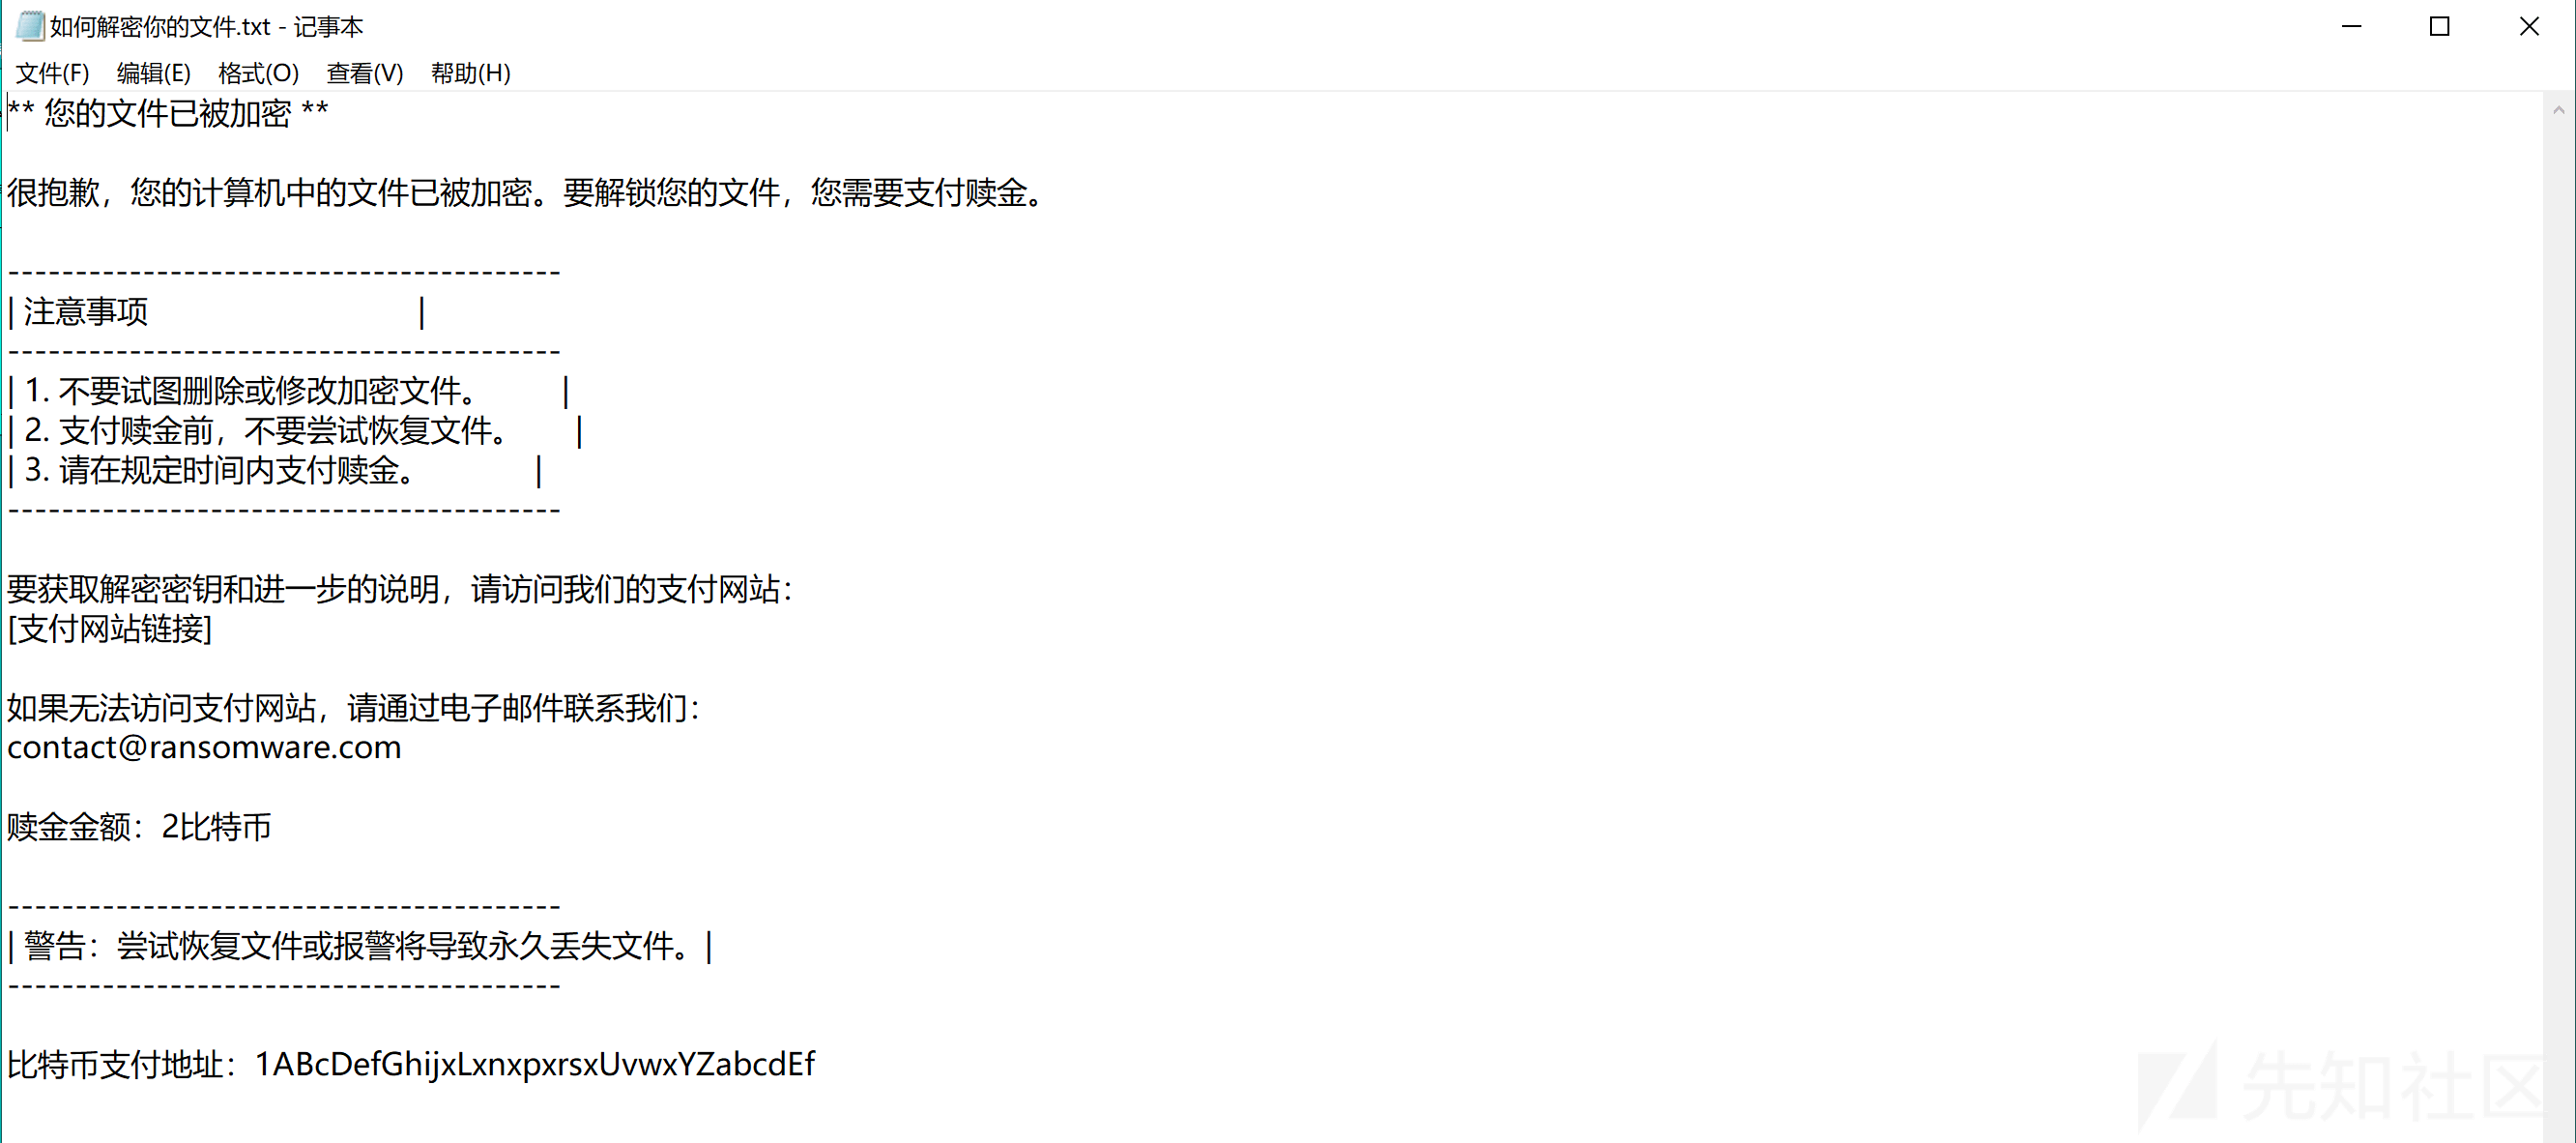 如何解密你的文件.txt - 记事本
文件(F) 编辑(E) 格式(O) 查看(V) 帮助(H)
** 您的文件已被加密 **
很抱歉，您的计算机中的文件已被加密。要解锁您的文件，您需要支付赎金。
-----------------------------------------
| 注意事项 |
-----------------------------------------
| 1. 不要试图删除或修改加密文件。 |
| 2. 支付赎金前，不要尝试恢复文件。 |
| 3. 请在规定时间内支付赎金。 |
-----------------------------------------
要获取解密密钥和进一步的说明，请访问我们的支付网站：
[支付网站链接]
如果无法访问支付网站，请通过电子邮件联系我们：
contact@ransomware.com
赎金金额：2比特币
-----------------------------------------
| 警告：尝试恢复文件或报警将导致永久丢失文件。|
-----------------------------------------
比特币支付地址：1ABcDefGhijxLxnxpxrsxUvwxYZabcdEf
先知社区